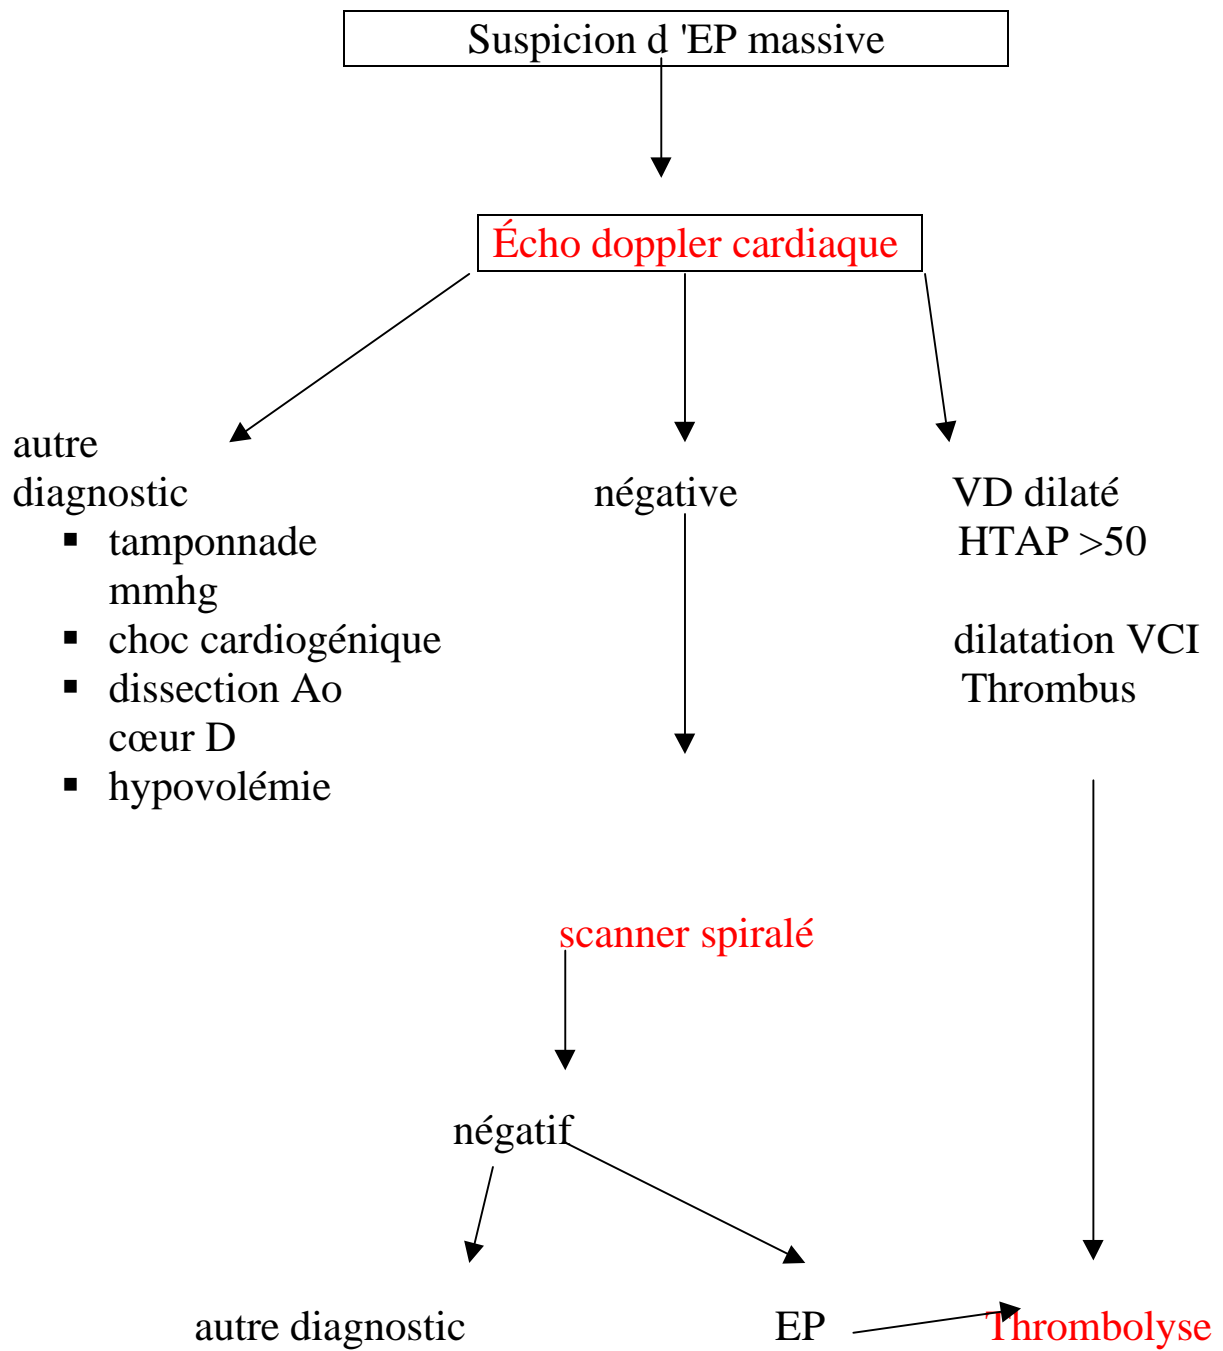 Suspicion d 'EP massive
Écho doppler cardiaque
autre
diagnostic
▪ tamponnade
mmhg
▪ choc cardiogénique
▪ dissection Ao
cœur D
▪ hypovolémie
négative
VD dilaté
HTAP >50
dilatation VCI
Thrombus
scanner spiralé
négatif
autre diagnostic
EP
Thrombolyse